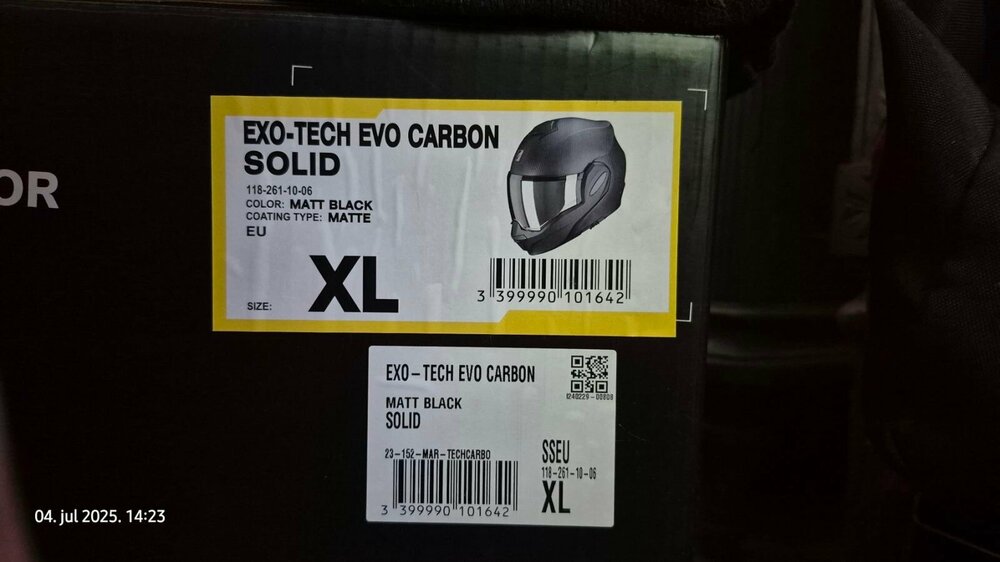 OR
EXO-TECH EVO CARBON
SOLID
118-261-10-06
COLOR: MATT BLACK
COATING TYPE: MATTE
EU
SIZE: XL
3 399990 101642
EXO-TECH EVO CARBON
MATT BLACK
SOLID
I240229-00808
23-152-MAR-TECHCARBO
3 399990 101642
SSEU
118-261-10-06
XL
04. jul 2025. 14:23